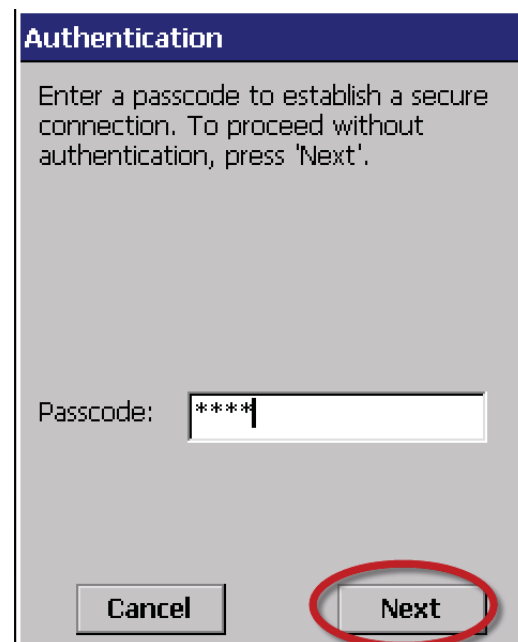 Authentication
Enter a passcode to establish a secure
connection. To proceed without
authentication, press 'Next'.
Passcode: ****
Cancel Next